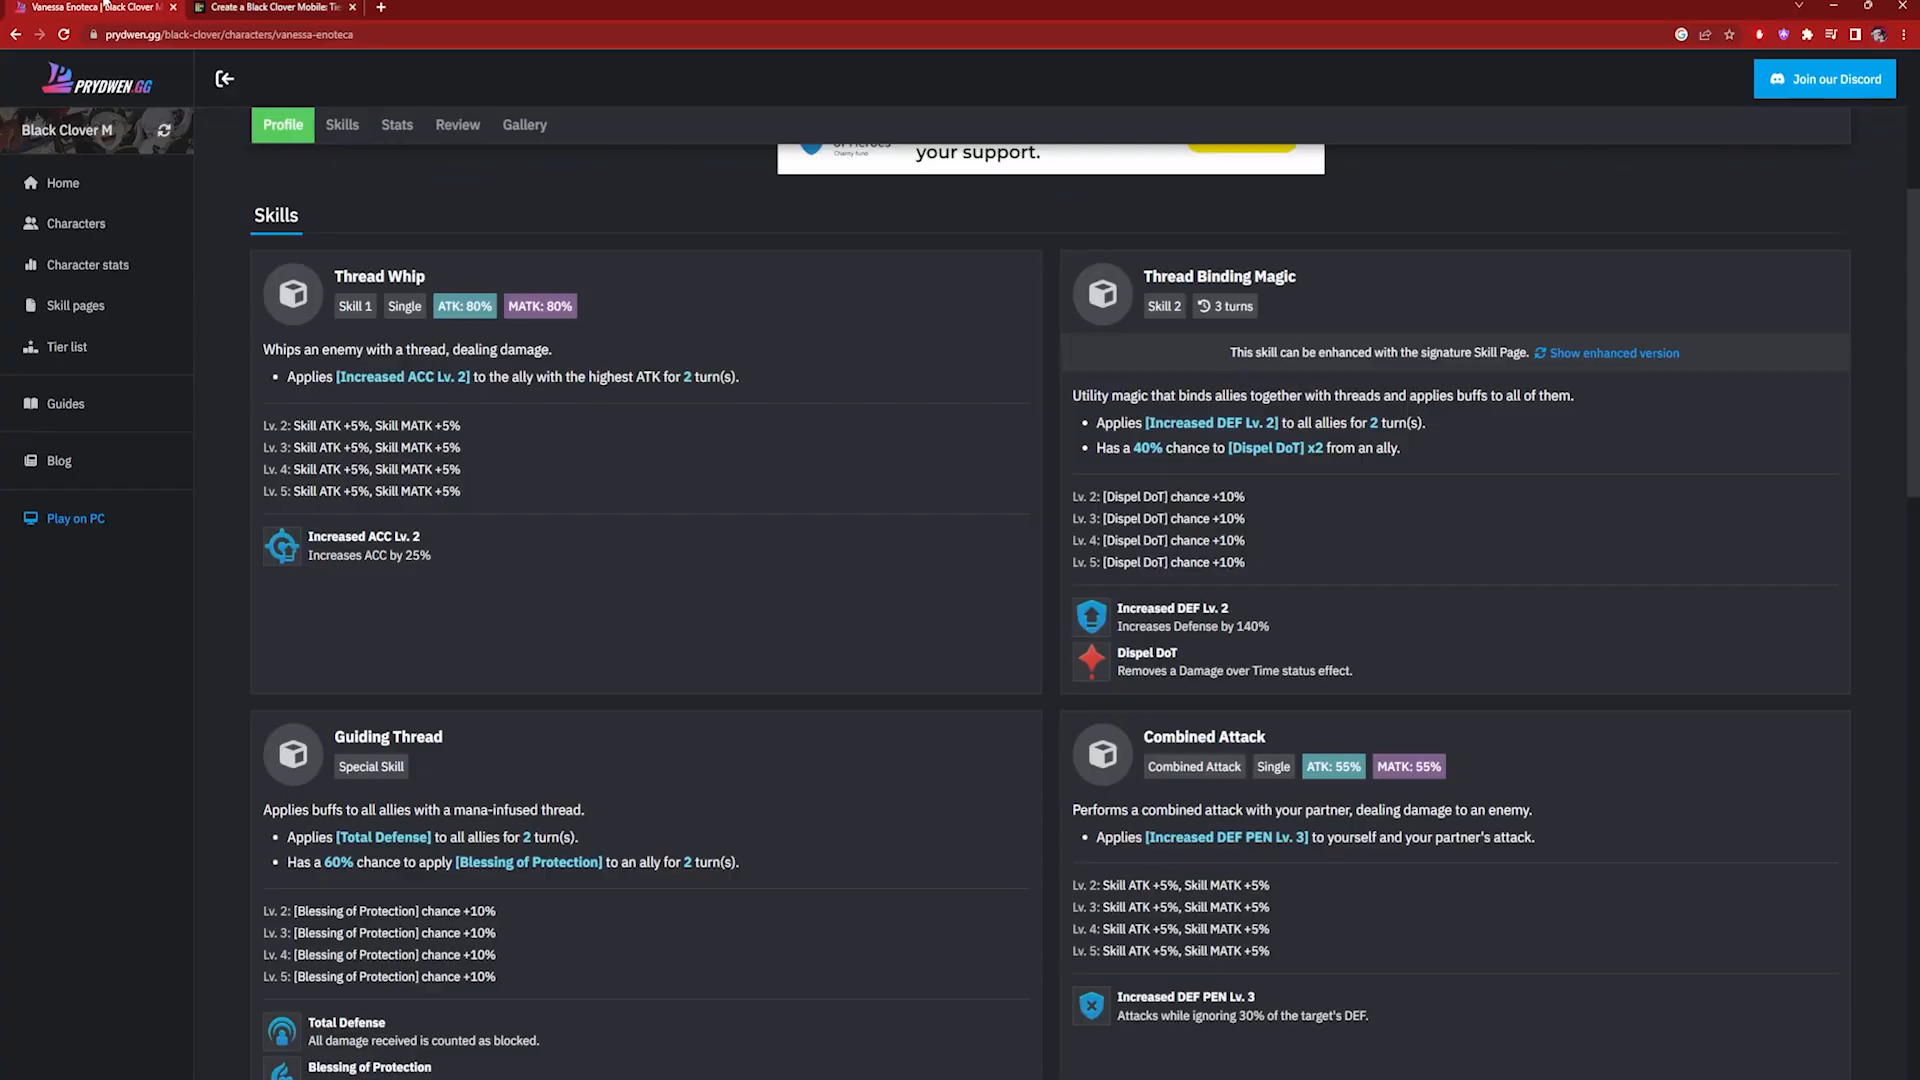 Vanessa Enoteca | Black Clover M
Create a Black Clover Mobile: Tie
prydwen.gg/black-clover/characters/vanessa-enoteca
PRYDWEN.GG
Join our Discord
Black Clover M
Home
Characters
Character stats
Skill pages
Tier list
Guides
Blog
Play on PC
Profile
Skills
Stats
Review
Gallery
Charity fund
your support.
Skills
Thread Whip
Skill 1 Single ATK: 80% MATK: 80%
Whips an enemy with a thread, dealing damage.
• Applies [Increased ACC Lv. 2] to the ally with the highest ATK for 2 turn(s).
Lv. 2: Skill ATK +5%, Skill MATK +5%
Lv. 3: Skill ATK +5%, Skill MATK +5%
Lv. 4: Skill ATK +5%, Skill MATK +5%
Lv. 5: Skill ATK +5%, Skill MATK +5%
Increased ACC Lv. 2
Increases ACC by 25%
Thread Binding Magic
Skill 2 3 turns
This skill can be enhanced with the signature Skill Page. Show enhanced version
Utility magic that binds allies together with threads and applies buffs to all of them.
• Applies [Increased DEF Lv. 2] to all allies for 2 turn(s).
• Has a 40% chance to [Dispel DoT] x2 from an ally.
Lv. 2: [Dispel DoT] chance +10%
Lv. 3: [Dispel DoT] chance +10%
Lv. 4: [Dispel DoT] chance +10%
Lv. 5: [Dispel DoT] chance +10%
Increased DEF Lv. 2
Increases Defense by 140%
Dispel DoT
Removes a Damage over Time status effect.
Guiding Thread
Special Skill
Applies buffs to all allies with a mana-infused thread.
• Applies [Total Defense] to all allies for 2 turn(s).
• Has a 60% chance to apply [Blessing of Protection] to an ally for 2 turn(s).
Lv. 2: [Blessing of Protection] chance +10%
Lv. 3: [Blessing of Protection] chance +10%
Lv. 4: [Blessing of Protection] chance +10%
Lv. 5: [Blessing of Protection] chance +10%
Total Defense
All damage received is counted as blocked.
Blessing of Protection
Combined Attack
Combined Attack Single ATK: 55% MATK: 55%
Performs a combined attack with your partner, dealing damage to an enemy.
• Applies [Increased DEF PEN Lv. 3] to yourself and your partner's attack.
Lv. 2: Skill ATK +5%, Skill MATK +5%
Lv. 3: Skill ATK +5%, Skill MATK +5%
Lv. 4: Skill ATK +5%, Skill MATK +5%
Lv. 5: Skill ATK +5%, Skill MATK +5%
Increased DEF PEN Lv. 3
Attacks while ignoring 30% of the target's DEF.